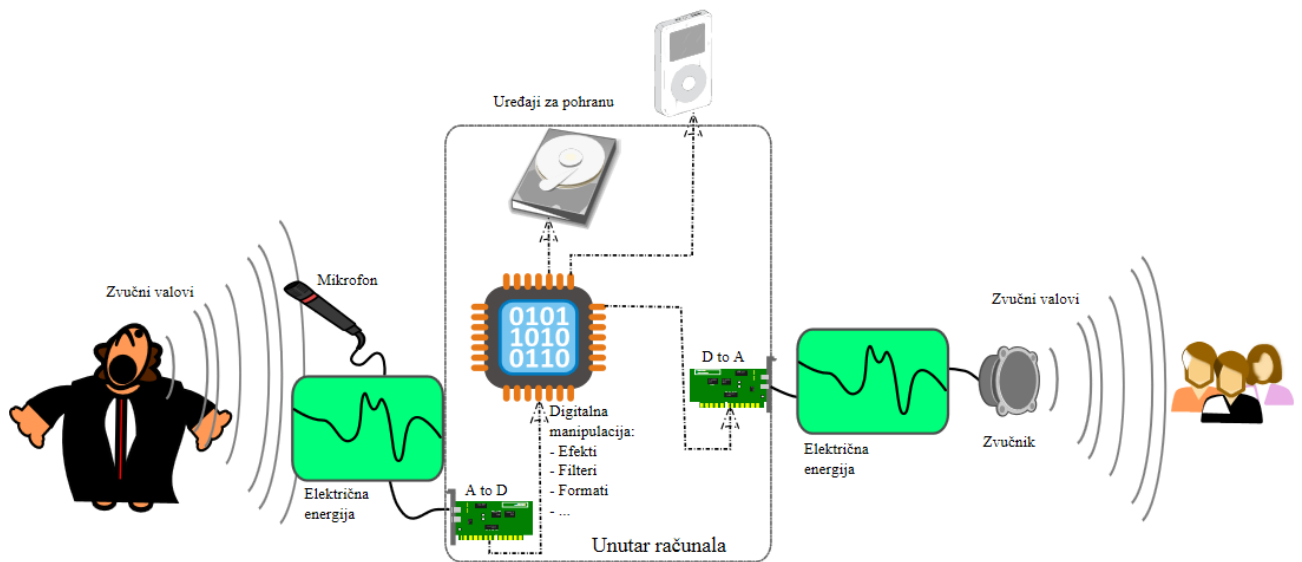 Uređaji za pohranu
Zvučni valovi
Mikrofon
0101
1010
0110
Električna
energija
A to D
Digitalna
manipulacija:
- Efekti
- Filteri
- Formati
- ...
Unutar računala
D to A
Električna
energija
Zvučni valovi
Zvučnik